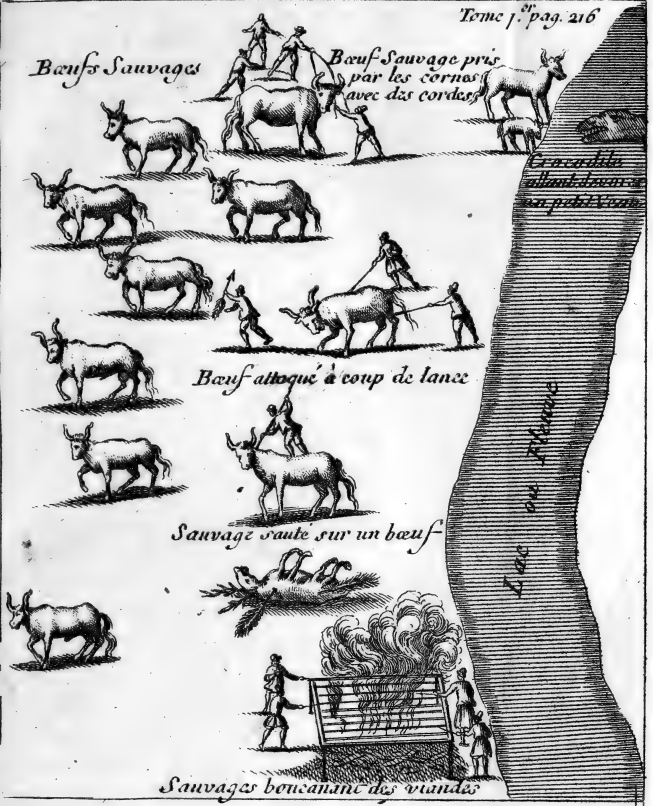 Tome 1.er pag. 216
Bœufs Sauvages
Bœuf Sauvage pris
par les cornes
avec des cordes
Crocodile
allant devorer
un petit Veau
Bœuf attaqué à coup de lance
Lac ou Fleuve
Sauvage sauté sur un bœuf
Sauvages boucanant des viandes